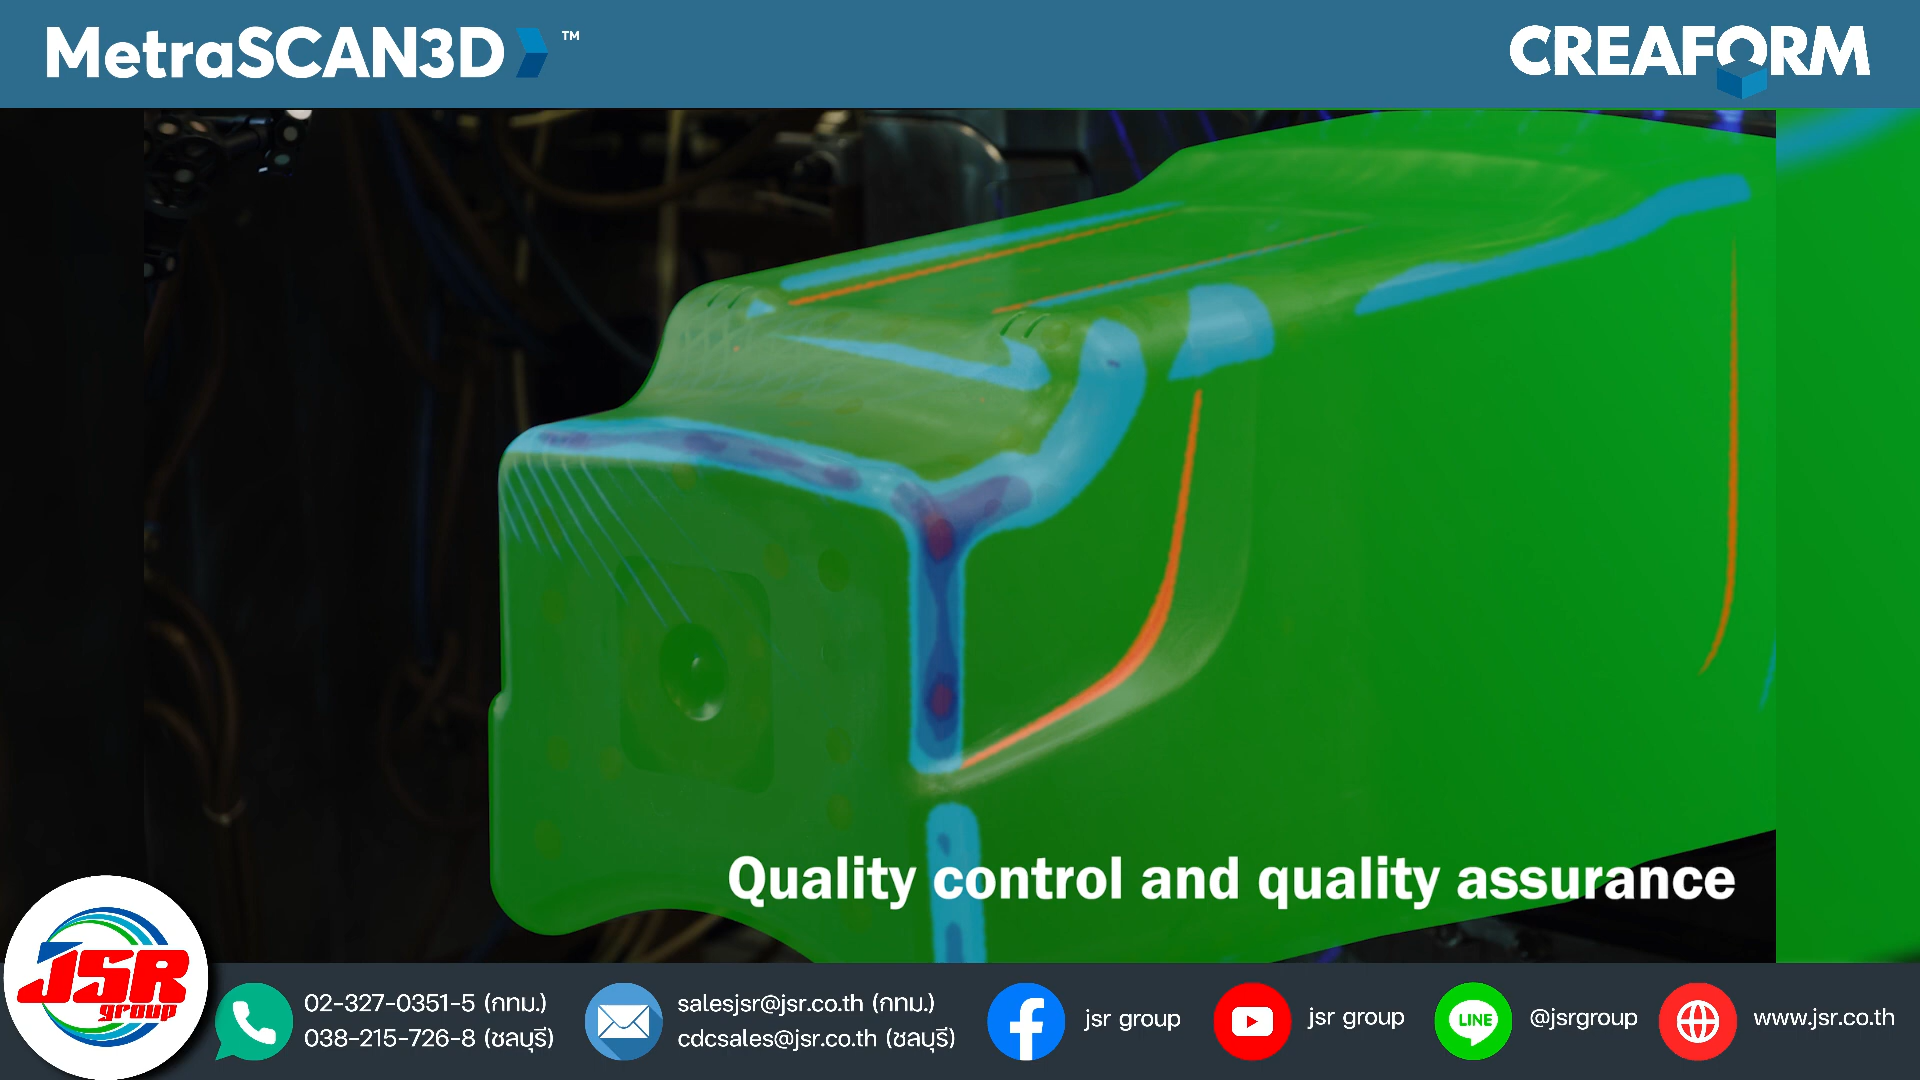 MetraSCAN3D ™
CREAFORM
Quality control and quality assurance
JSR
group
02-327-0351-5 (กทม.)
038-215-726-8 (ชลบุรี)
salesjsr@jsr.co.th (กทม.)
cdcsales@jsr.co.th (ชลบุรี)
jsr group
jsr group
LINE
@jsrgroup
www.jsr.co.th